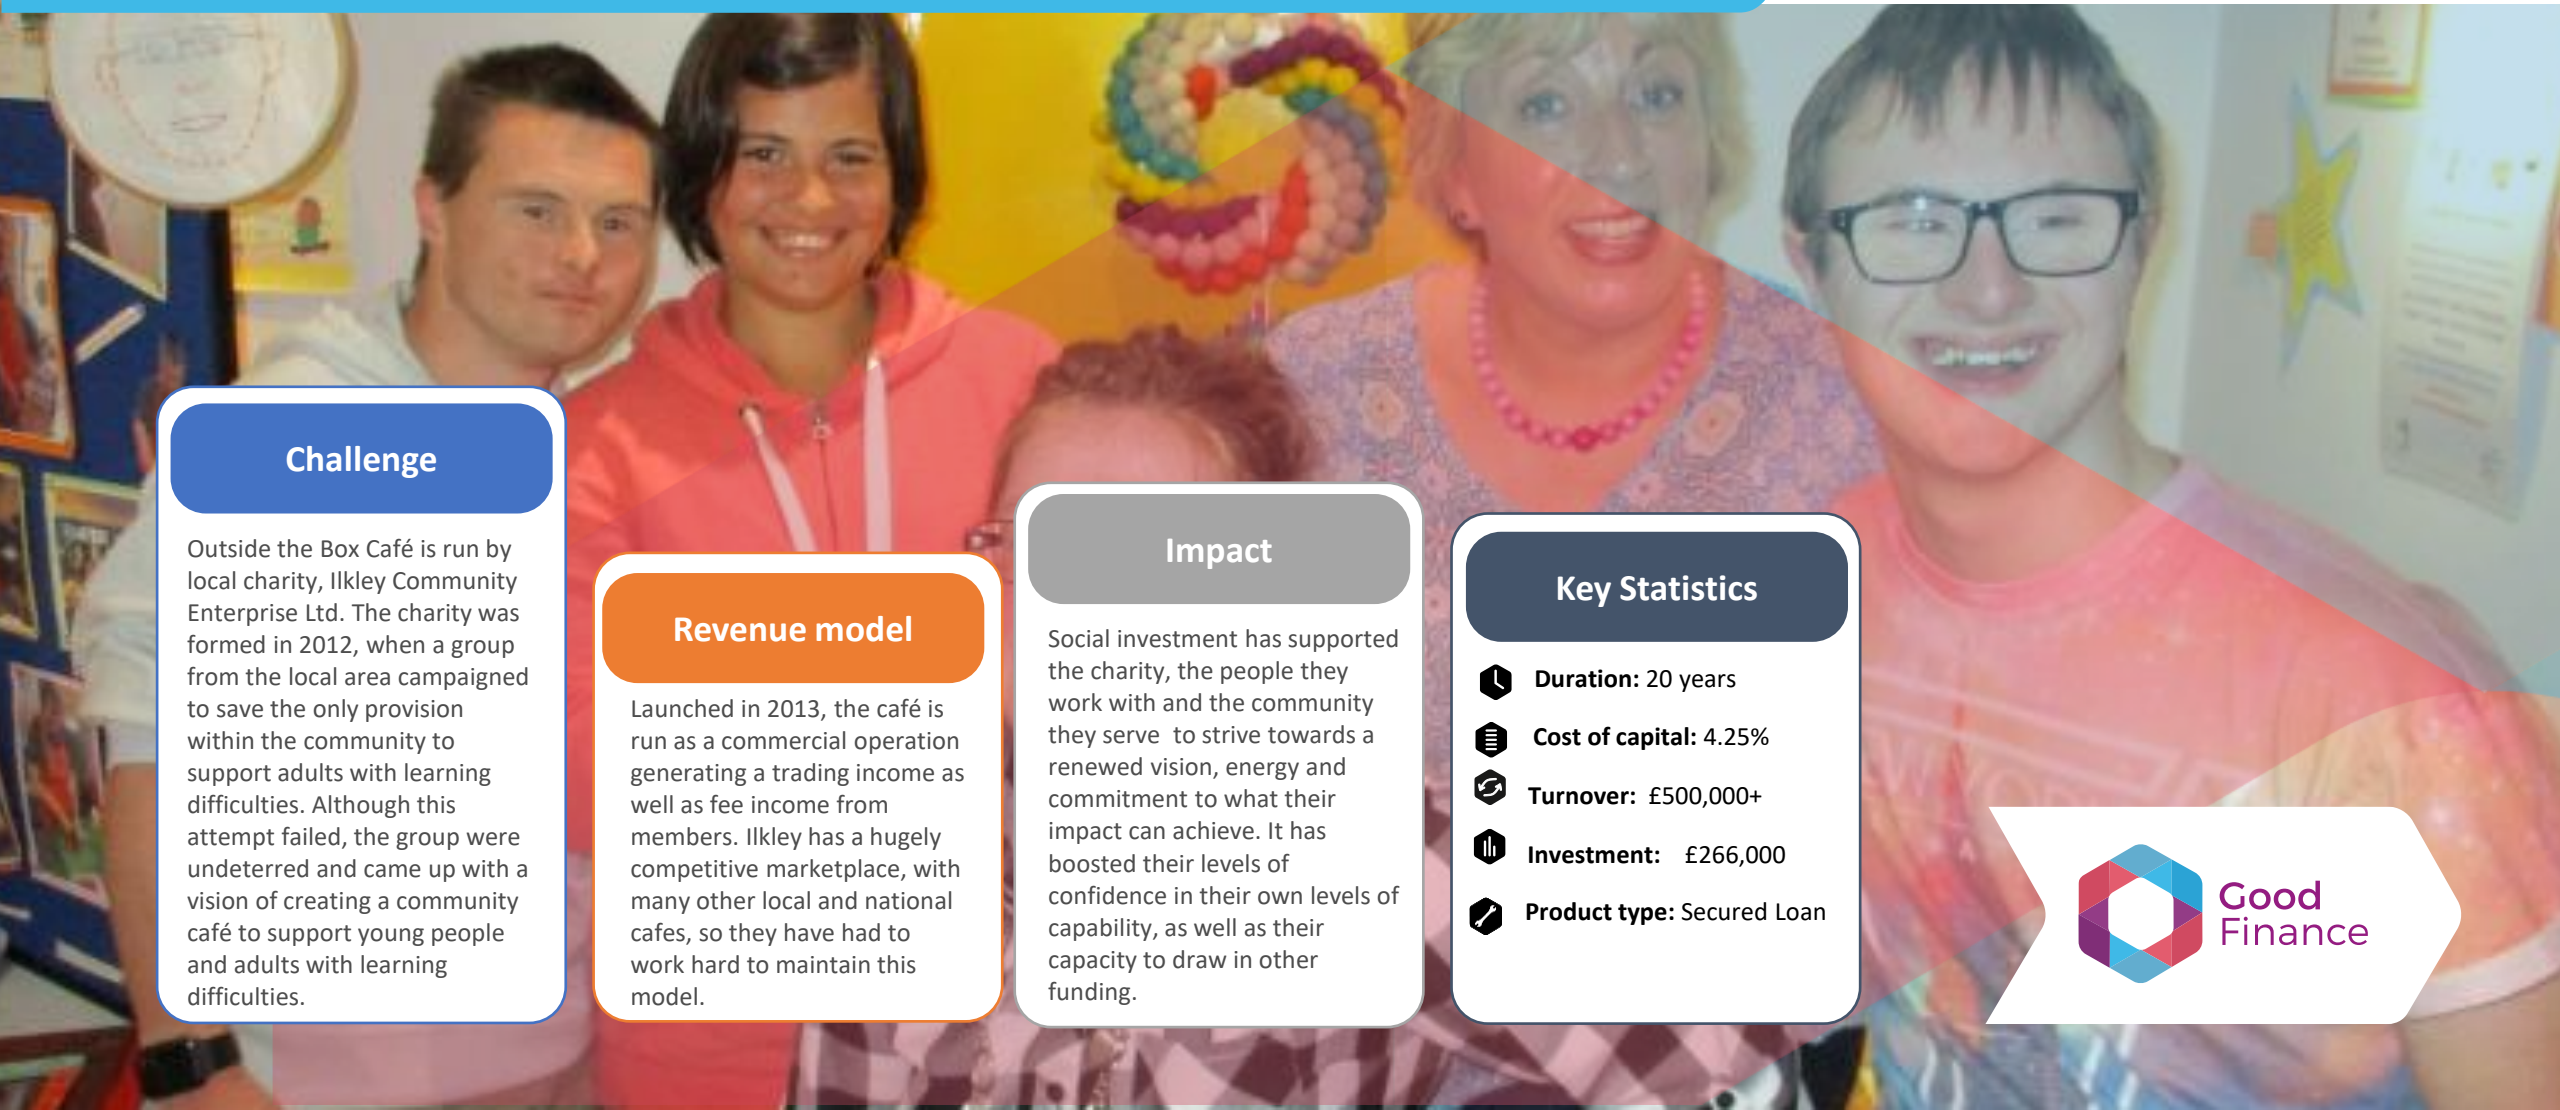 Challenge
Outside the Box Café is run by
local charity, Ilkley Community
Enterprise Ltd. The charity was
formed in 2012, when a group
from the local area campaigned
to save the only provision
within the community to
support adults with learning
difficulties. Although this
attempt failed, the group were
undeterred and came up with a
vision of creating a community
café to support young people
and adults with learning
difficulties.
Revenue model
Launched in 2013, the café is
run as a commercial operation
generating a trading income as
well as fee income from
members. Ilkley has a hugely
competitive marketplace, with
many other local and national
cafes, so they have had to
work hard to maintain this
model.
Impact
Social investment has supported
the charity, the people they
work with and the community
they serve  to strive towards a
renewed vision, energy and
commitment to what their
impact can achieve. It has
boosted their levels of
confidence in their own levels of
capability, as well as their
capacity to draw in other
funding.
Key Statistics
Duration: 20 years
Cost of capital: 4.25%
Turnover: £500,000+
Investment: £266,000
Product type: Secured Loan
Good
Finance